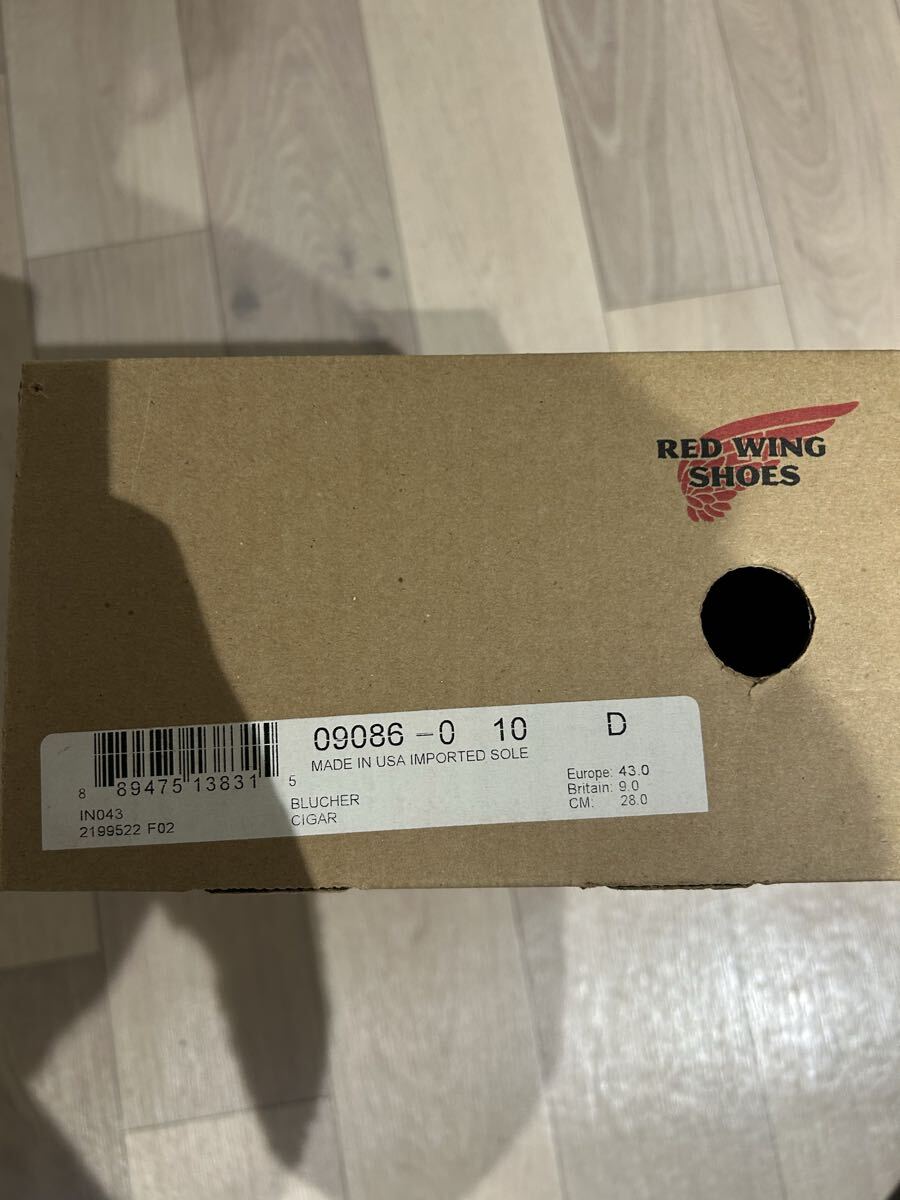 RED WING
SHOES
09086 - 0 10 D
MADE IN USA IMPORTED SOLE
8 89475 13831 5
IN043
2199522 F02
BLUCHER
CIGAR
Europe: 43.0
Britain: 9.0
CM: 28.0